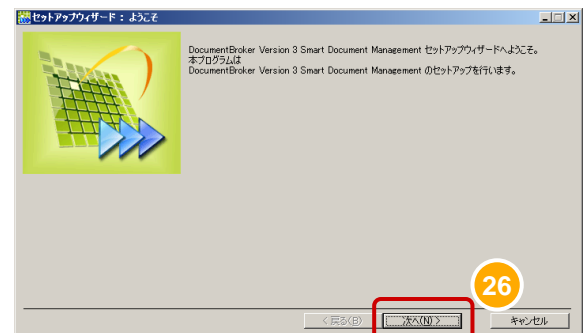 セットアップウィザード : ようこそ
DocumentBroker Version 3 Smart Document Management セットアップウィザードへようこそ。
本プログラムは
DocumentBroker Version 3 Smart Document Management のセットアップを行います。
26
< 戻る(B)
次へ(N) >
キャンセル